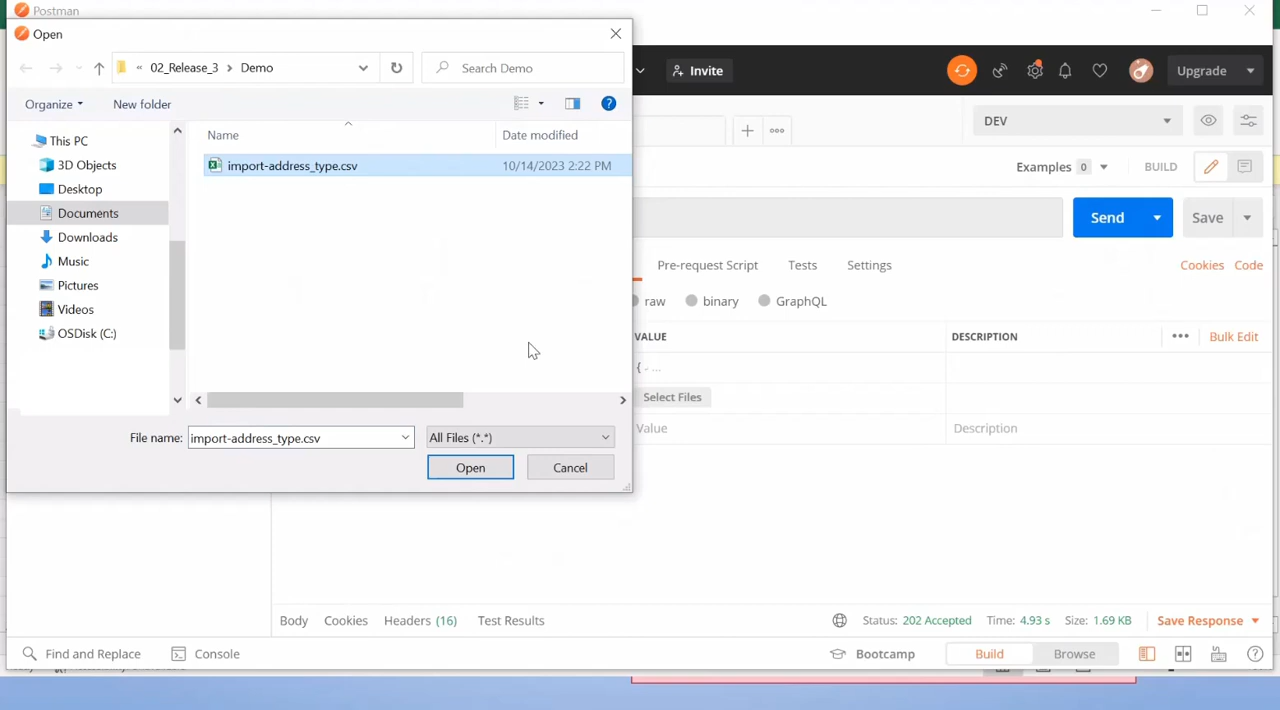 Postman
Open
« 02_Release_3 › Demo
Search Demo
Invite
Upgrade
Organize
New folder
DEV
Name
Date modified
This PC
3D Objects
Desktop
Documents
Downloads
Music
Pictures
Videos
OSDisk (C:)
import-address_type.csv 10/14/2023 2:22 PM
Examples 0
BUILD
Send
Save
Pre-request Script Tests Settings
Cookies Code
raw binary GraphQL
VALUE DESCRIPTION ••• Bulk Edit
{ - ...
Select Files
Value Description
File name: import-address_type.csv
All Files (*.*)
Open Cancel
Body Cookies Headers (16) Test Results
Status: 202 Accepted Time: 4.93 s Size: 1.69 KB Save Response
Find and Replace Console
Bootcamp Build Browse